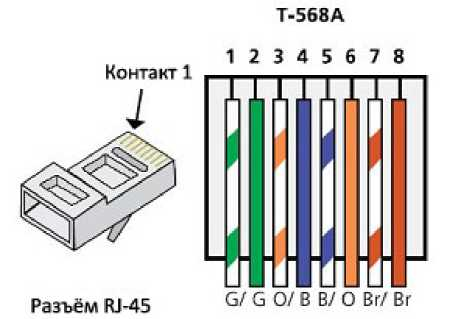 T-568A
1 2 3 4 5 6 7 8
Контакт 1
G/ G O/ B B/ O Br/ Br
Разъём RJ-45